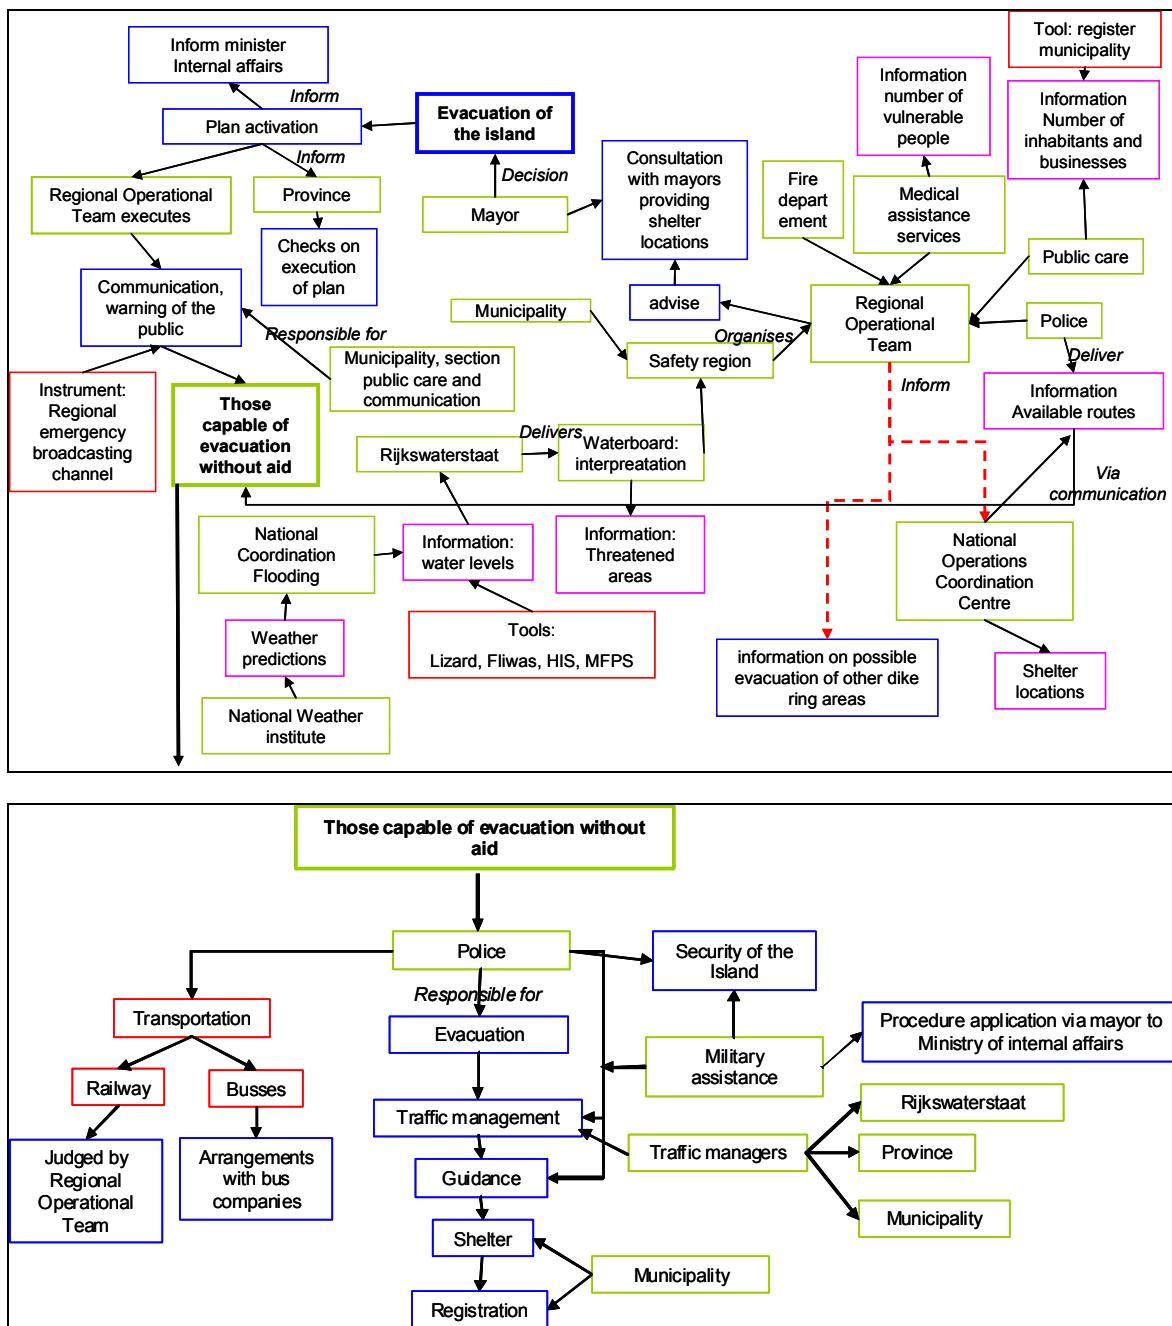 Inform minister
Internal affairs
Inform
Plan activation
Evacuation of
the island
Inform
Decision
Regional Operational
Team executes
Province
Mayor
Checks on
execution
of plan
Communication,
warning of the
public
Responsible for
Municipality, section
public care and
communication
Instrument:
Regional
emergency
broadcasting
channel
Those
capable of
evacuation
without aid
Consultation
with mayors
providing
shelter
locations
advise
Municipality
Organises
Safety region
Fire
depart
ement
Information
number of
vulnerable
people
Medical
assistance
services
Tool: register
municipality
Information
Number of
inhabitants and
businesses
Public care
Regional
Operational
Team
Police
Deliver
Inform
Information
Available routes
Via
communication
Rijkswaterstaat
Delivers
Waterboard:
interpreatation
National
Coordination
Flooding
Information:
water levels
Information:
Threatened
areas
National
Operations
Coordination
Centre
Weather
predictions
Tools:
Lizard, Fliwas, HIS, MFPS
information on possible
evacuation of other dike
ring areas
Shelter
locations
National Weather
institute
Those capable of evacuation without
aid
Police
Security of the
Island
Responsible for
Transportation
Evacuation
Military
assistance
Procedure application via mayor to
Ministry of internal affairs
Railway
Busses
Traffic management
Rijkswaterstaat
Judged by
Regional
Operational
Team
Arrangements
with bus
companies
Guidance
Traffic managers
Province
Municipality
Shelter
Municipality
Registration